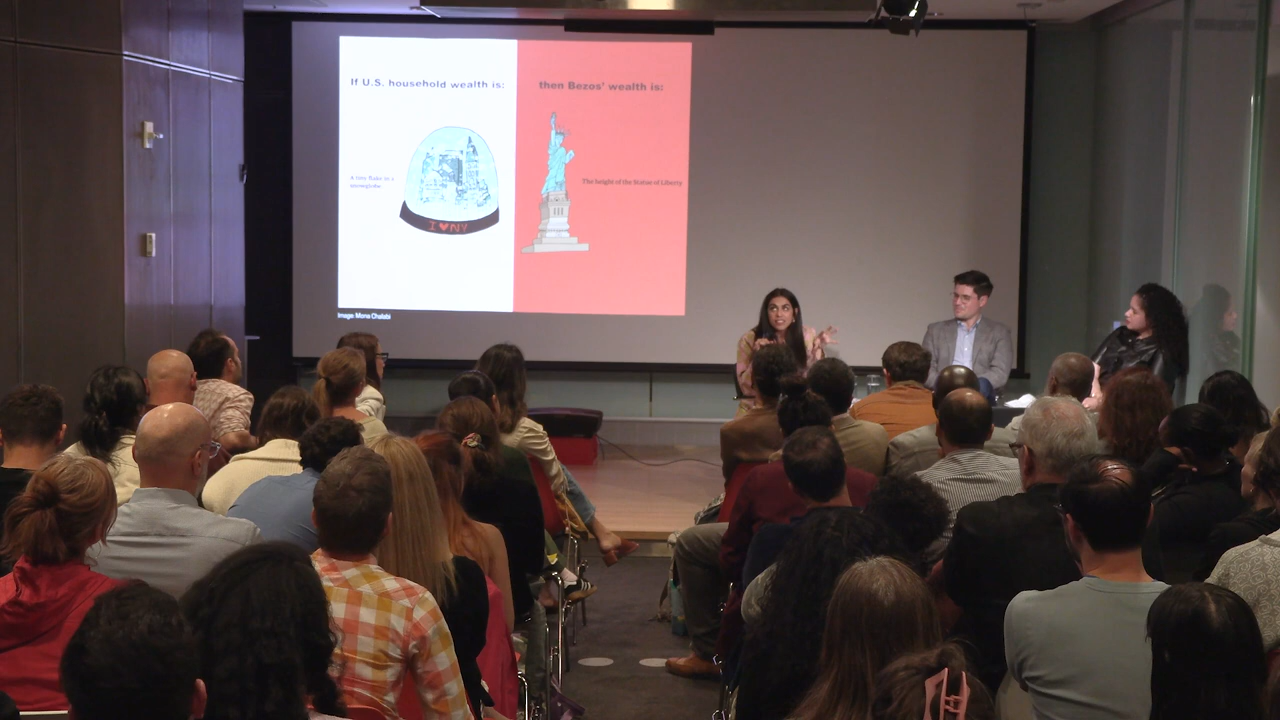 If U.S. household wealth is:
then Bezos' wealth is:
A tiny flake in a
snowglobe
The height of the Statue of Liberty
I ♥ NY
Image: Mona Chalabi